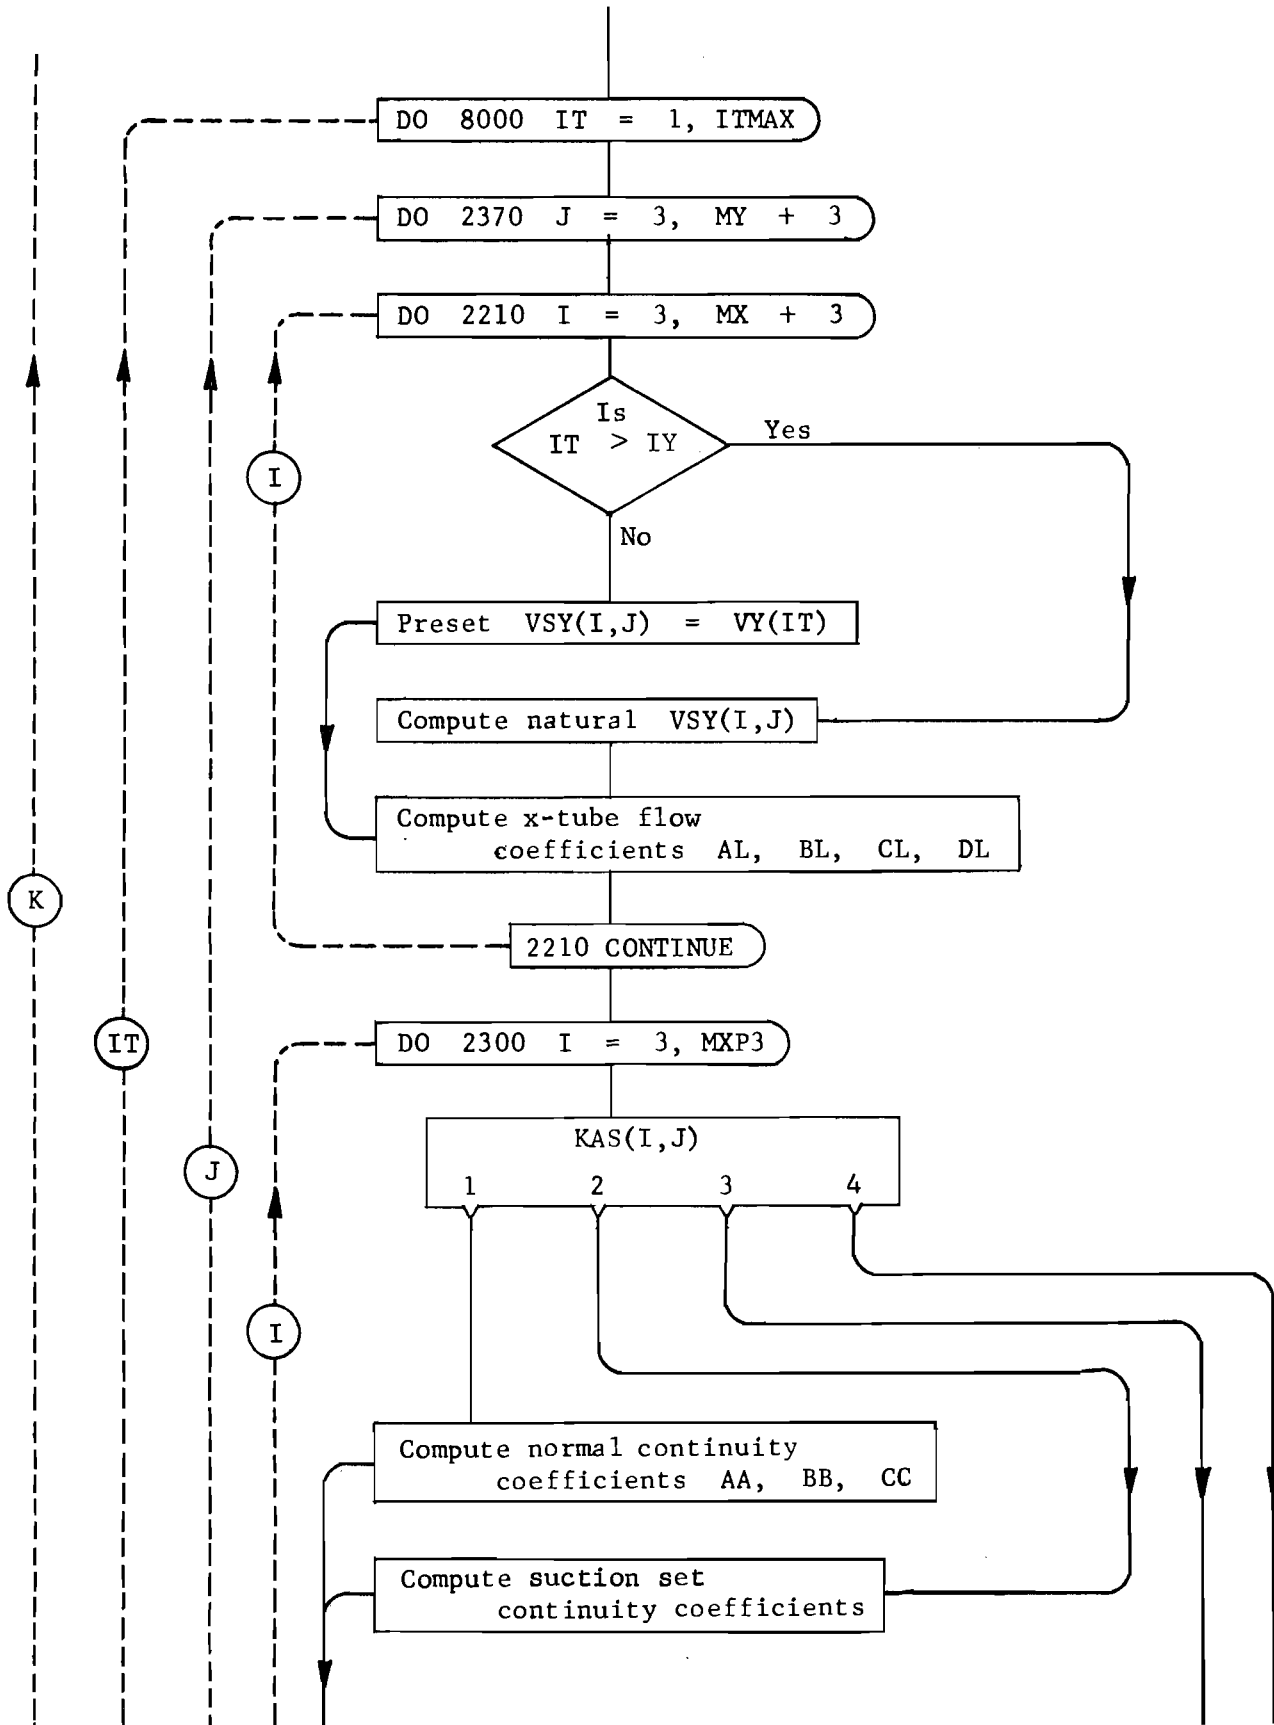 DO 8000 IT = 1, ITMAX
DO 2370 J = 3, MY + 3
DO 2210 I = 3, MX + 3
Is
IT > IY
Yes
I
No
Preset VSY(I,J) = VY(IT)
Compute natural VSY(I,J)
Compute x-tube flow
coefficients AL, BL, CL, DL
K
2210 CONTINUE
IT
DO 2300 I = 3, MXP3
KAS(I,J)
J
1 2 3 4
I
Compute normal continuity
coefficients AA, BB, CC
Compute suction set
continuity coefficients